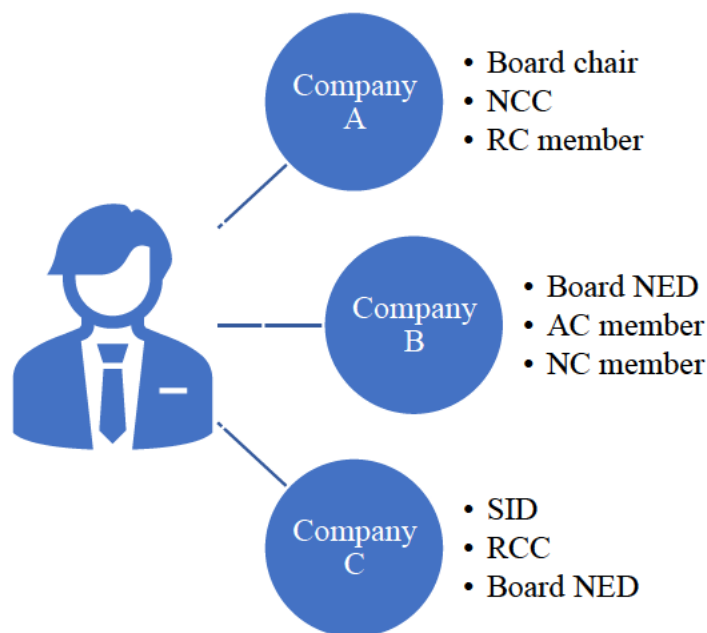 Company
A
• Board chair
• NCC
• RC member
Company
B
• Board NED
• AC member
• NC member
Company
C
• SID
• RCC
• Board NED